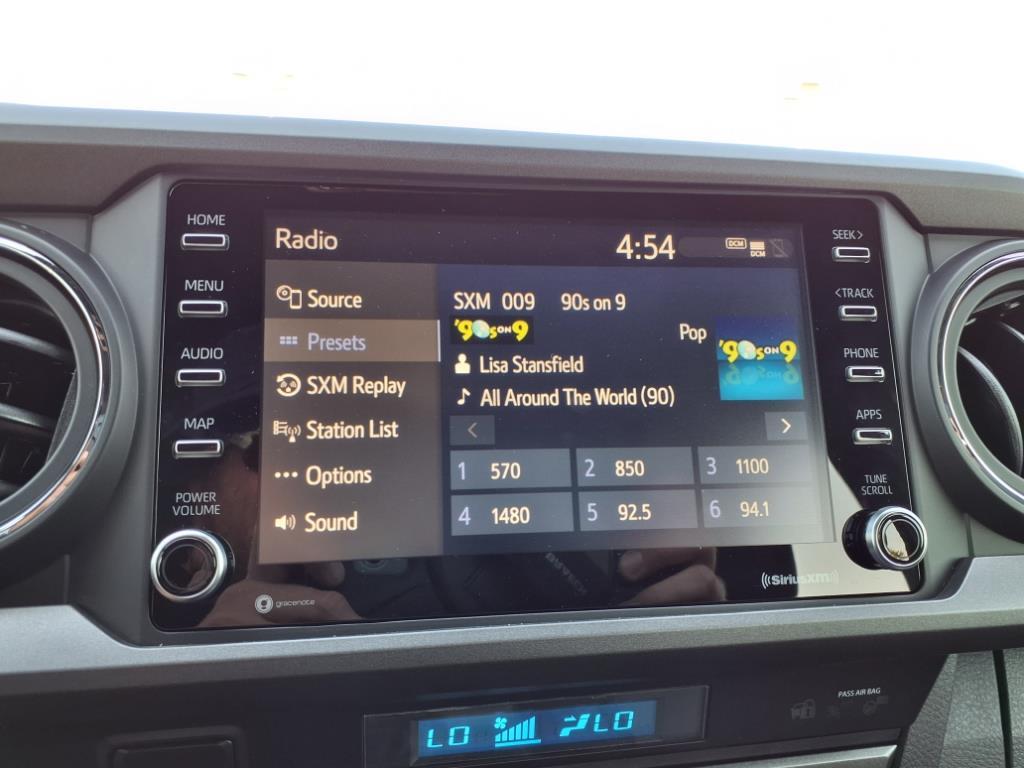 HOME
MENU
AUDIO
MAP
POWER
VOLUME
Radio
4:54
DCM
DCM
Source
Presets
SXM Replay
Station List
Options
Sound
SXM 009 90s on 9
'90s ON 9
Pop
'90s ON 9
Lisa Stansfield
All Around The World (90)
< >
1 570
2 850
3 1100
4 1480
5 92.5
6 94.1
SEEK>
<TRACK
PHONE
APPS
TUNE
SCROLL
gracenote
SiriusXM
PASS AIR BAG
LO
LO